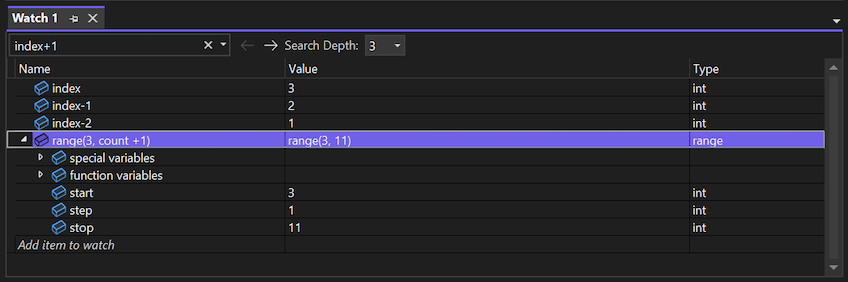 Watch 1
index+1 Search Depth: 3
Name Value Type
index 3 int
index-1 2 int
index-2 1 int
range(3, count +1) range(3, 11) range
special variables
function variables
start 3 int
step 1 int
stop 11 int
Add item to watch